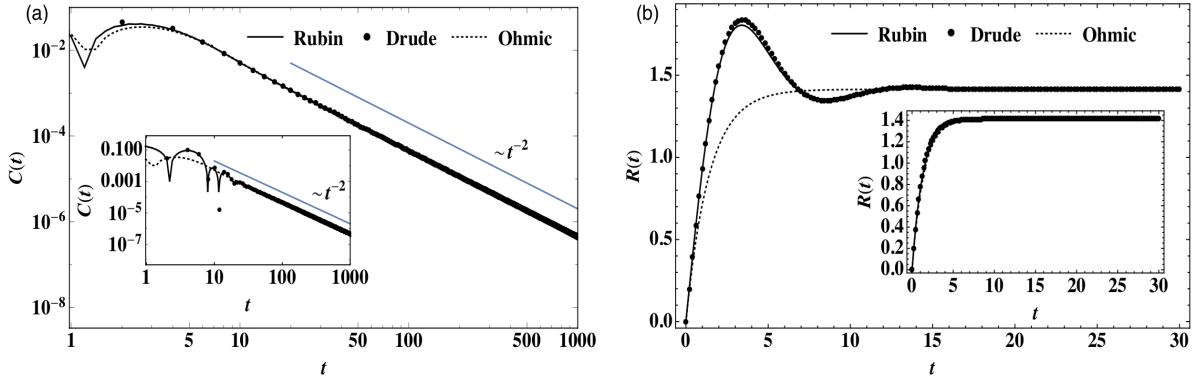 (a)
Rubin Drude Ohmic
C(t)
10⁻²
10⁻⁴
10⁻⁶
10⁻⁸
~t⁻²
1 5 10 50 100 500 1000
t
C(t)
0.100
0.001
10⁻⁵
10⁻⁷
~t⁻²
1 10 100 1000
t
(b)
Rubin Drude Ohmic
R(t)
1.5
1.0
0.5
0.0
0 5 10 15 20 25 30
t
R(t)
1.4
1.2
1.0
0.8
0.6
0.4
0.2
0.0
0 5 10 15 20 25 30
t